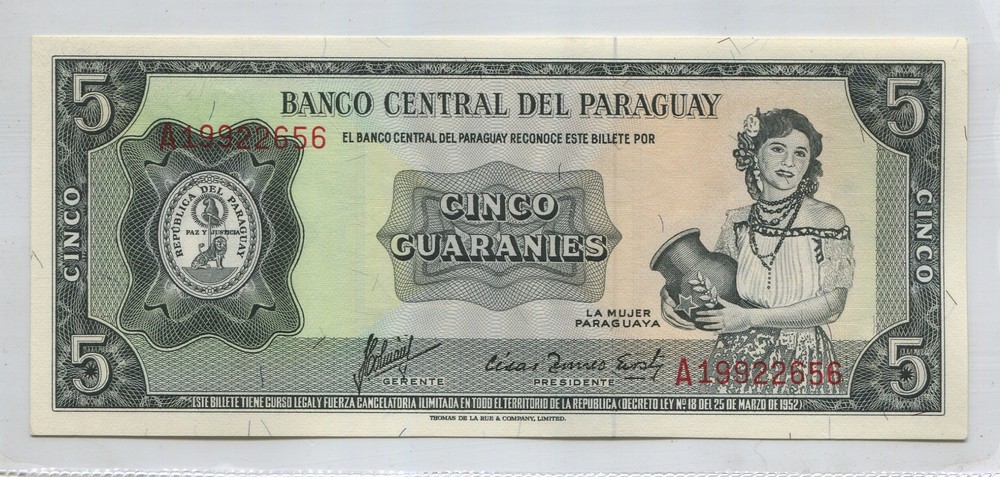 5
5
BANCO CENTRAL DEL PARAGUAY
A19922656
EL BANCO CENTRAL DEL PARAGUAY RECONOCE ESTE BILLETE POR
CINCO
CINCO
REPÚBLICA DEL PARAGUAY
PAZ Y JUSTICIA
CINCO
GUARANIES
LA MUJER
PARAGUAYA
5
5
GERENTE
PRESIDENTE
A19922656
ESTE BILLETE TIENE CURSO LEGAL Y FUERZA CANCELATORIA ILIMITADA EN TODO EL TERRITORIO DE LA REPUBLICA (DECRETO LEY Nº 18 DEL 25 DE MARZO DE 1952)
THOMAS DE LA RUE & COMPANY, LIMITED.